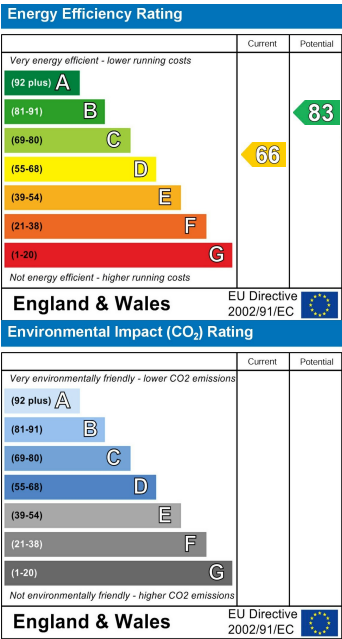 Energy Efficiency Rating
Current Potential
Very energy efficient - lower running costs
(92 plus) A
(81-91) B
83
(69-80) C
66
(55-68) D
(39-54) E
(21-38) F
(1-20) G
Not energy efficient - higher running costs
England & Wales
EU Directive
2002/91/EC
Environmental Impact (CO₂) Rating
Current Potential
Very environmentally friendly - lower CO2 emissions
(92 plus) A
(81-91) B
(69-80) C
(55-68) D
(39-54) E
(21-38) F
(1-20) G
Not environmentally friendly - higher CO2 emissions
England & Wales
EU Directive
2002/91/EC